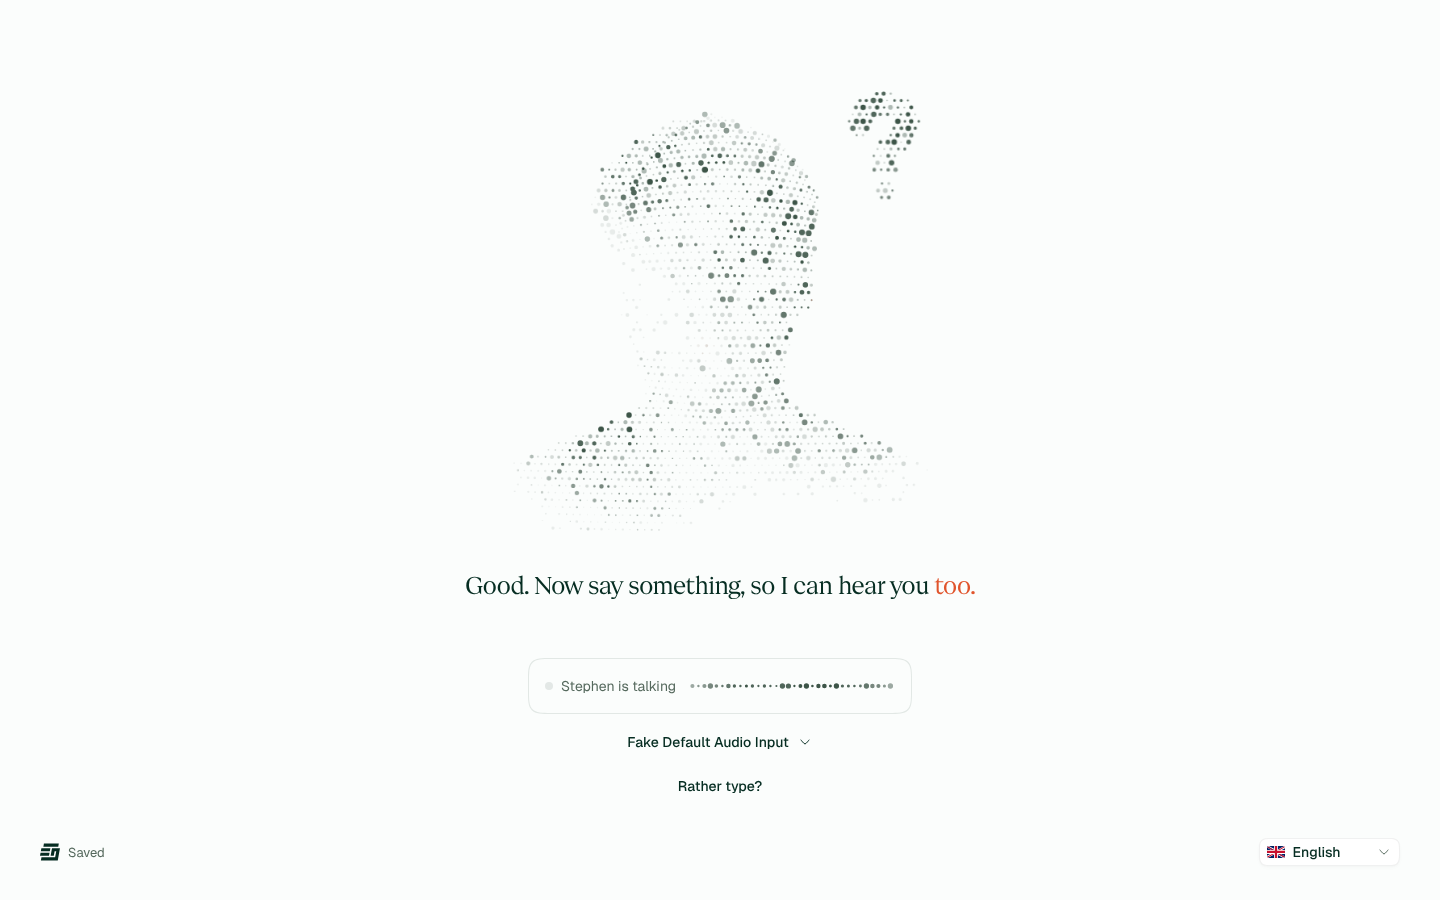 Good. Now say something, so I can hear you too.
Stephen is talking
Fake Default Audio Input
Rather type?
Saved
English